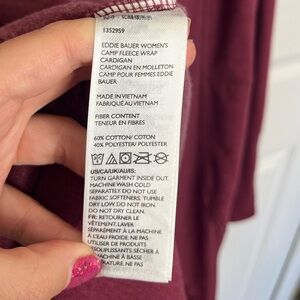 1352959
EDDIE BAUER WOMEN'S
CAMP FLEECE WRAP
CARDIGAN
CARDIGAN EN MOLLETON
CAMP POUR FEMMES EDDIE
BAUER
MADE IN VIETNAM
FABRIQUÉ AU VIETNAM
FIBER CONTENT
TENEUR EN FIBRES
60% COTTON/ COTON
40% POLYESTER/ POLYESTER
US/CA/UK/AU/IS:
TURN GARMENT INSIDE OUT.
MACHINE WASH COLD
SEPARATELY. DO NOT USE
FABRIC SOFTENERS. TUMBLE
DRY LOW. DO NOT IRON.
DO NOT DRY CLEAN.
FR: RETOURNER LE
VÊTEMENT. LAVER
SÉPARÉMENT À LA MACHINE
À L'EAU FROIDE. NE PAS
UTILISER DE PRODUITS
ASSOUPLISSANTS. SÉCHER À
MACHINE À BASSE
NE PAS